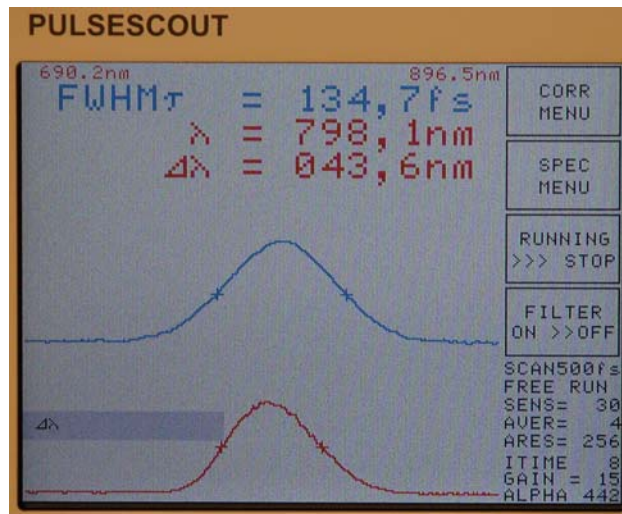 PULSESCOUT
690.2nm 896.5nm
FWHMτ = 134,7fs
λ = 798,1nm
Δλ = 043,6nm
Δλ
CORR
MENU
SPEC
MENU
RUNNING
>>> STOP
FILTER
ON >>OFF
SCAN500fs
FREE RUN
SENS= 30
AVER= 4
ARES= 256
ITIME 8
GAIN = 15
ALPHA 442